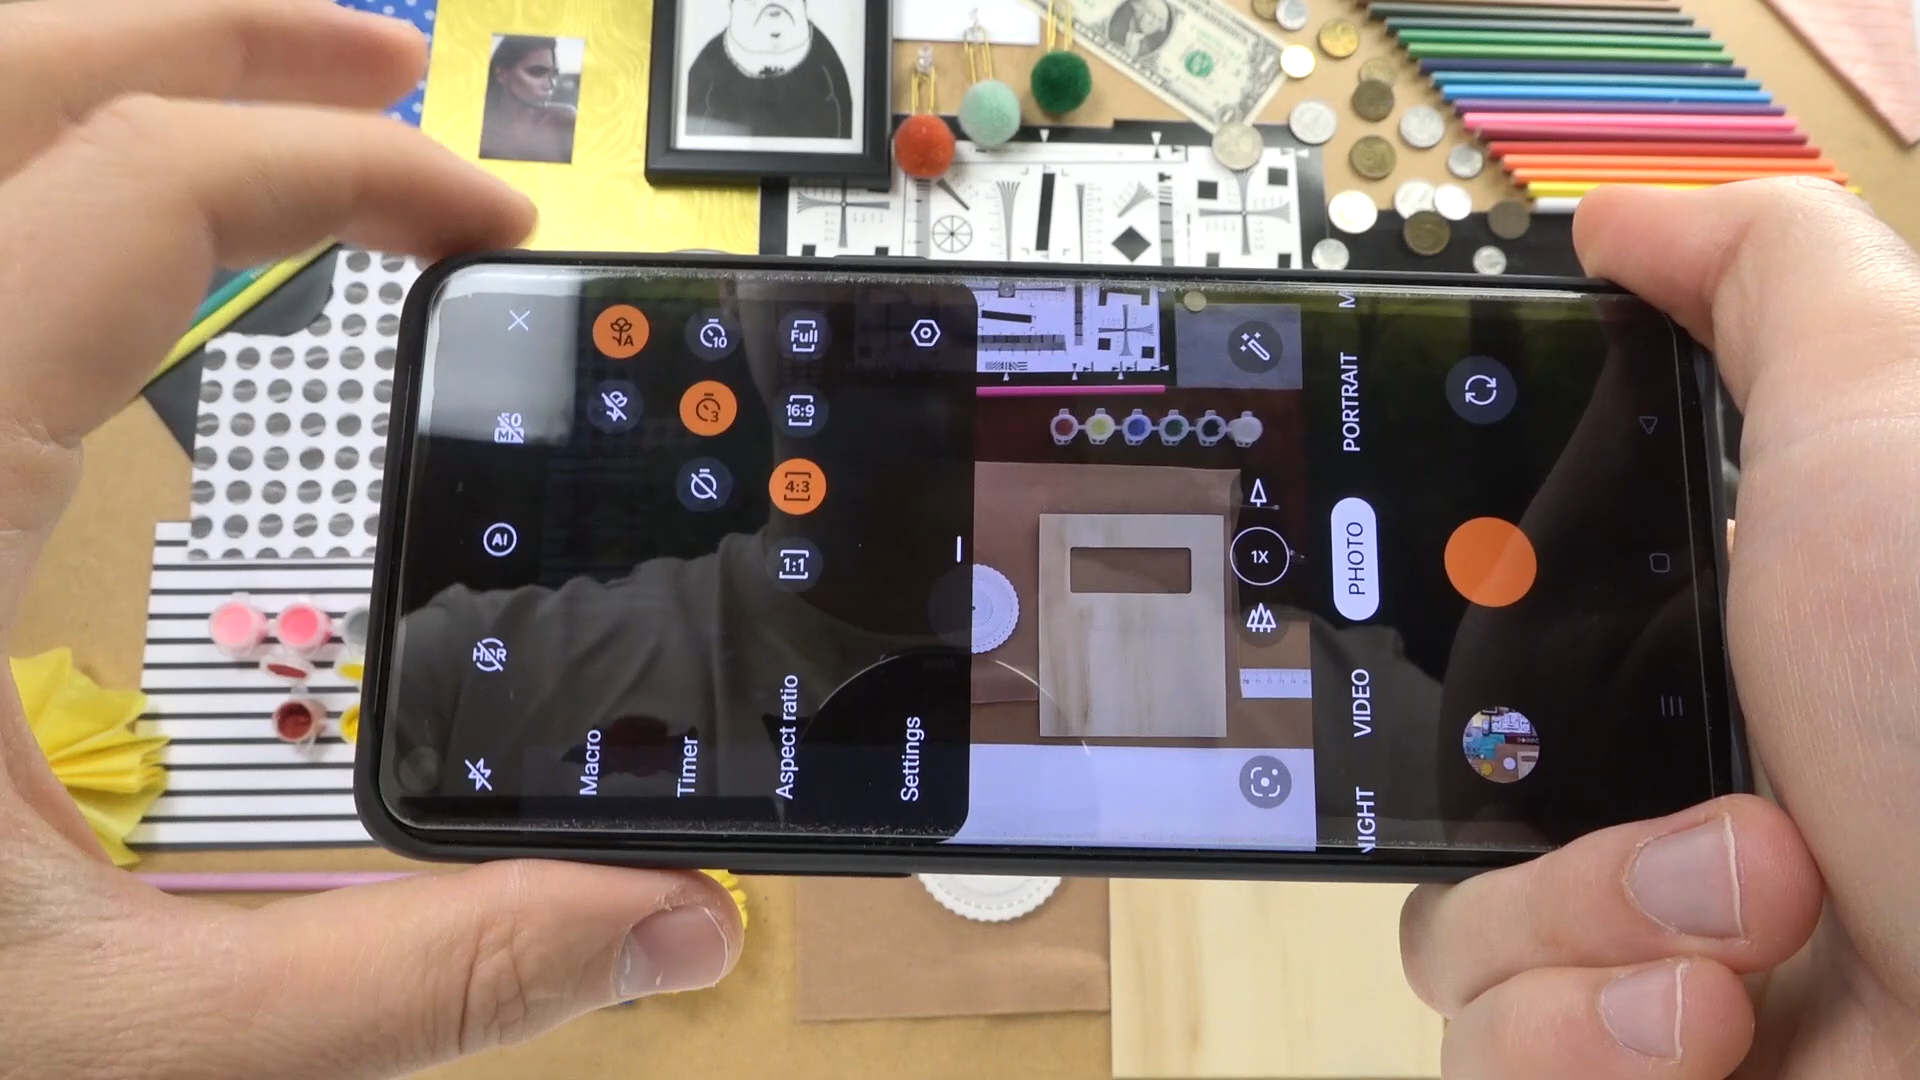 50
M
AI
HDR
A
10
3
Full
16:9
4:3
1:1
Macro
Timer
Aspect ratio
Settings
1X
M
PORTRAIT
PHOTO
VIDEO
NIGHT
1